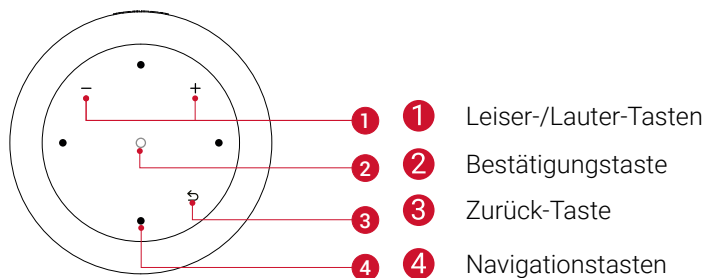 − +
1 1 Leiser-/Lauter-Tasten
2 2 Bestätigungstaste
3 3 Zurück-Taste
4 4 Navigationstasten